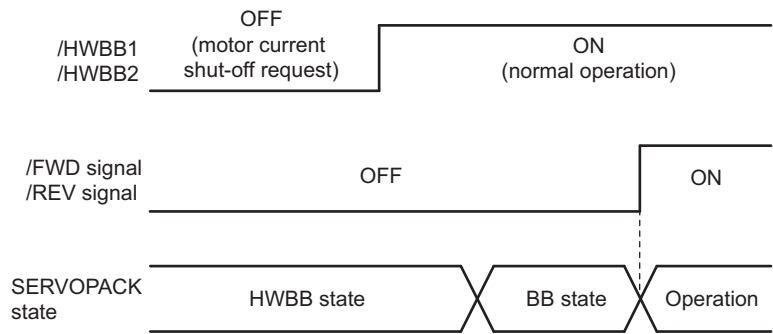 /HWBB1
/HWBB2
OFF
(motor current
shut-off request)
ON
(normal operation)
/FWD signal
/REV signal
OFF
ON
SERVOPACK
state
HWBB state
BB state
Operation